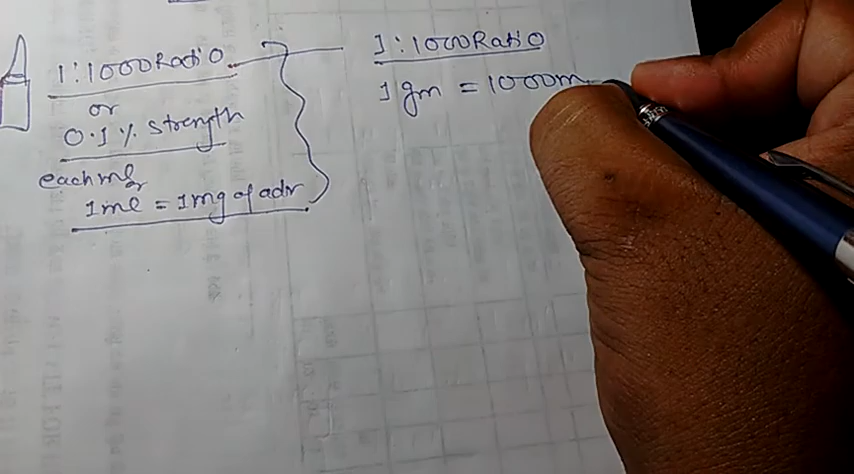 1:1000 Ratio
or
0.1% strength
each ml
1ml = 1mg of adr
1:1000 Ratio
1 gm = 1000m